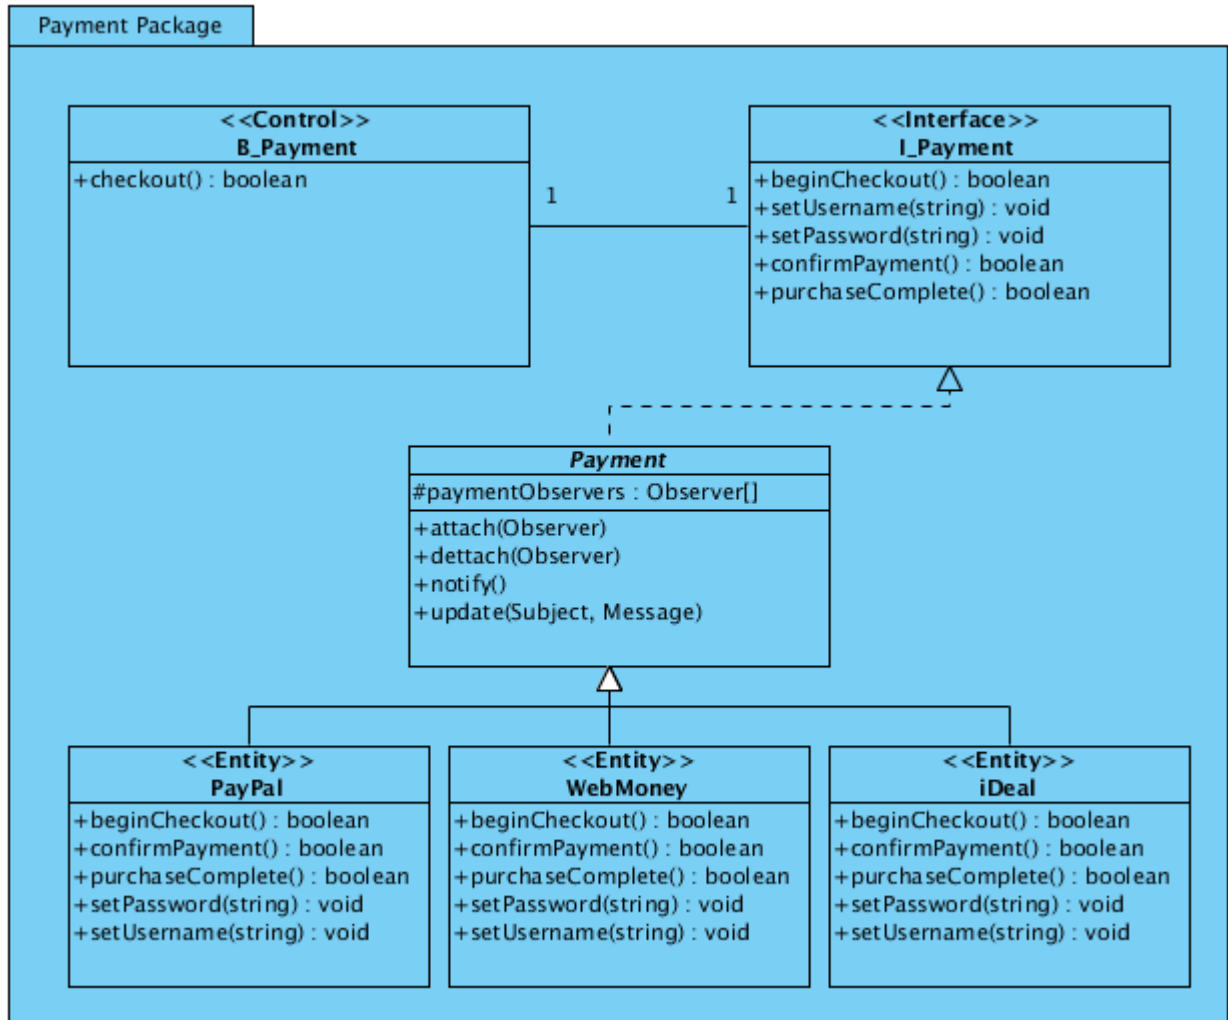 Payment Package
<<Control>>
B_Payment
+checkout() : boolean
1
1
<<Interface>>
I_Payment
+beginCheckout() : boolean
+setUsername(string) : void
+setPassword(string) : void
+confirmPayment() : boolean
+purchaseComplete() : boolean
Payment
#paymentObservers : Observer[]
+attach(Observer)
+dettach(Observer)
+notify()
+update(Subject, Message)
<<Entity>>
PayPal
+beginCheckout() : boolean
+confirmPayment() : boolean
+purchaseComplete() : boolean
+setPassword(string) : void
+setUsername(string) : void
<<Entity>>
WebMoney
+beginCheckout() : boolean
+confirmPayment() : boolean
+purchaseComplete() : boolean
+setPassword(string) : void
+setUsername(string) : void
<<Entity>>
iDeal
+beginCheckout() : boolean
+confirmPayment() : boolean
+purchaseComplete() : boolean
+setPassword(string) : void
+setUsername(string) : void